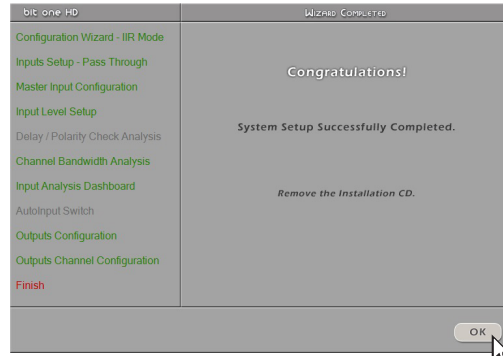 bit one HD
Wizard Completed
Configuration Wizard - IIR Mode
Inputs Setup - Pass Through
Master Input Configuration
Input Level Setup
Delay / Polarity Check Analysis
Channel Bandwidth Analysis
Input Analysis Dashboard
AutoInput Switch
Outputs Configuration
Outputs Channel Configuration
Finish
Congratulations!
System Setup Successfully Completed.
Remove the Installation CD.
OK